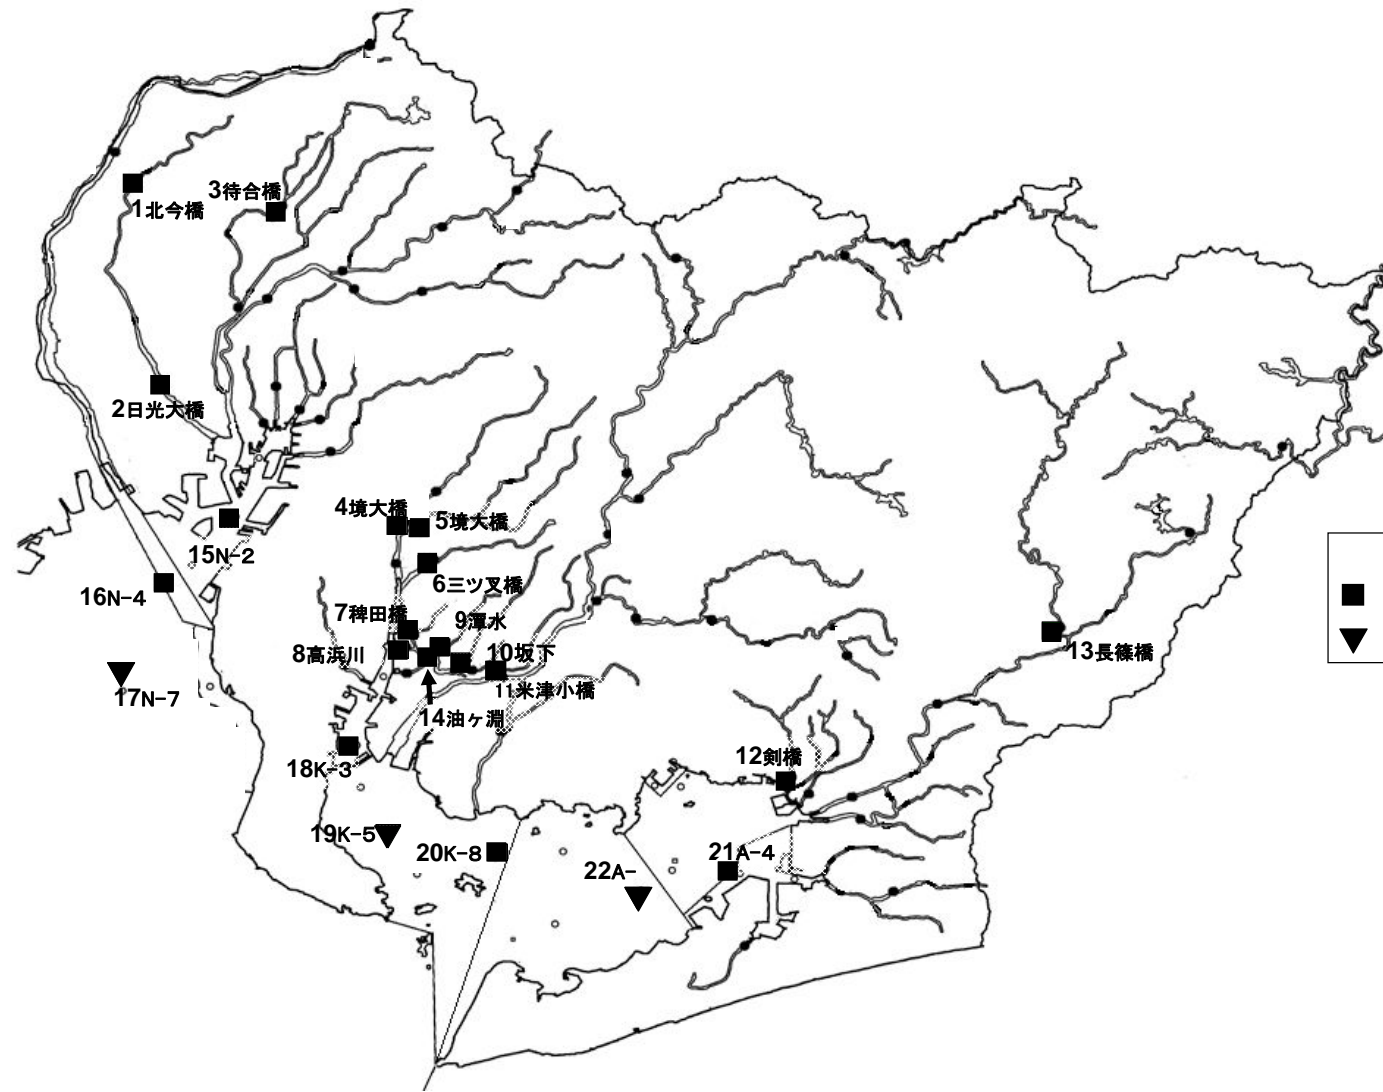 1北今橋
3待合橋
2日光大橋
4境大橋
5境大橋
15N-2
6三ツ叉橋
16N-4
7稗田橋
9潭水
8高浜川
10坂下
13長篠橋
11米津小橋
17N-7
14油ヶ淵
12剣橋
18K-3
19K-5
20K-8
21A-4
22A-